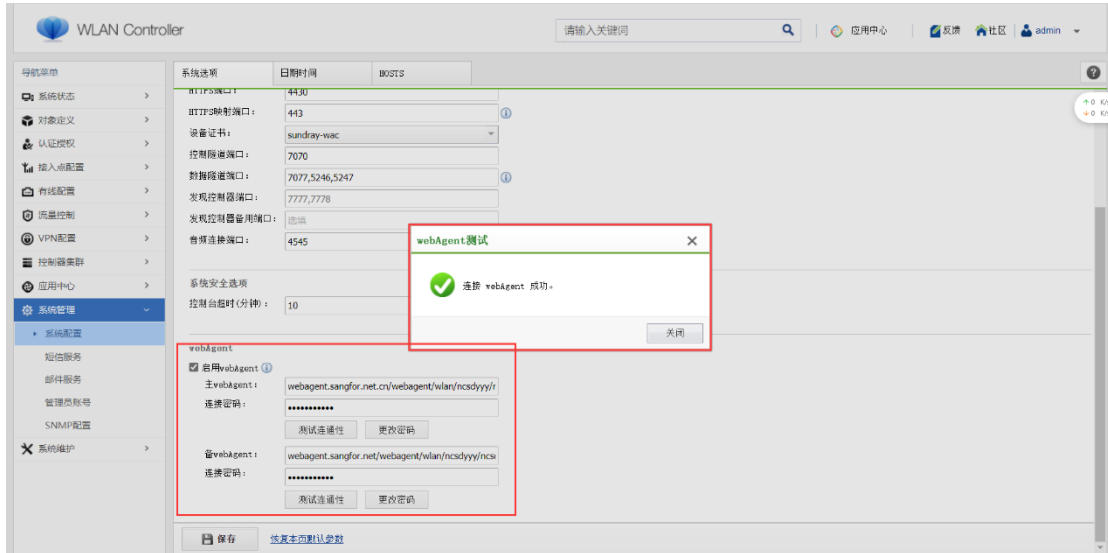 WLAN Controller
请输入关键词
应用中心
反馈
社区
admin
导航菜单
系统选项
日期时间
HOSTS
系统状态
对象定义
认证授权
接入点配置
有线配置
流量控制
VPN配置
控制器集群
应用中心
系统管理
系统配置
短信服务
邮件服务
管理员账号
SNMP配置
系统维护
HTTPS端口: 4430
HTTPS映射端口: 443
设备证书: sundray-wac
控制隧道端口: 7070
数据隧道端口: 7077,5246,5247
发现控制器端口: 7777,7778
发现控制器备用端口: 选填
音频连接端口: 4545
系统安全选项
控制台超时(分钟): 10
webAgent测试
连接 webAgent 成功。
关闭
webAgent
启用webAgent
主webAgent: webagent.sangfor.net.cn/webagent/wlan/ncsdyyy/r
连接密码: •••••••••••
测试连通性 更改密码
备webAgent: webagent.sangfor.net/webagent/wlan/ncsdyyy/ncs
连接密码: •••••••••••
测试连通性 更改密码
保存 恢复本页默认参数
↑0 K/
↓0 K/